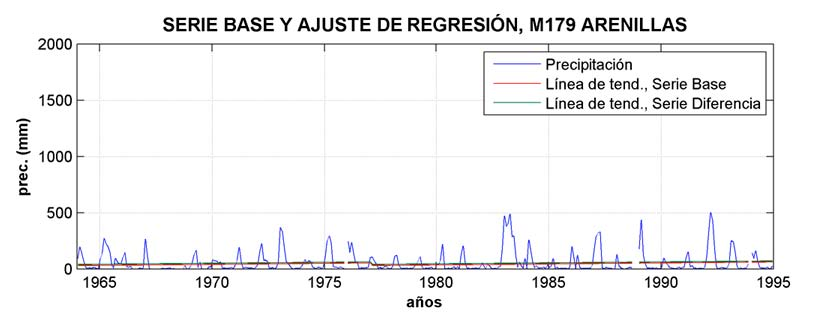 SERIE BASE Y AJUSTE DE REGRESIÓN, M179 ARENILLAS
2000
1500
1000
500
0
prec. (mm)
Precipitación
Línea de tend., Serie Base
Línea de tend., Serie Diferencia
1965 1970 1975 1980 1985 1990 1995
años